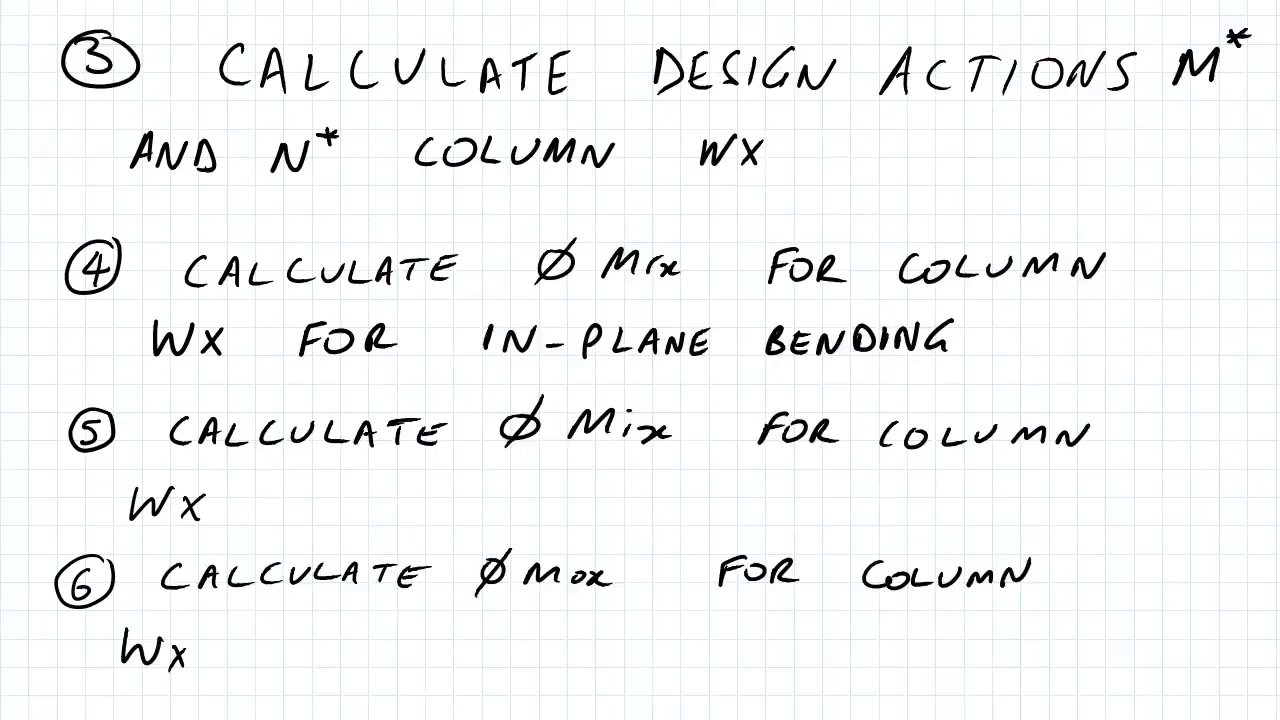 ③ CALCULATE DESIGN ACTIONS M*
AND N* COLUMN WX
④ CALCULATE ØMrx FOR COLUMN
WX FOR IN-PLANE BENDING
⑤ CALCULATE ØMix FOR COLUMN
WX
⑥ CALCULATE ØMox FOR COLUMN
WX